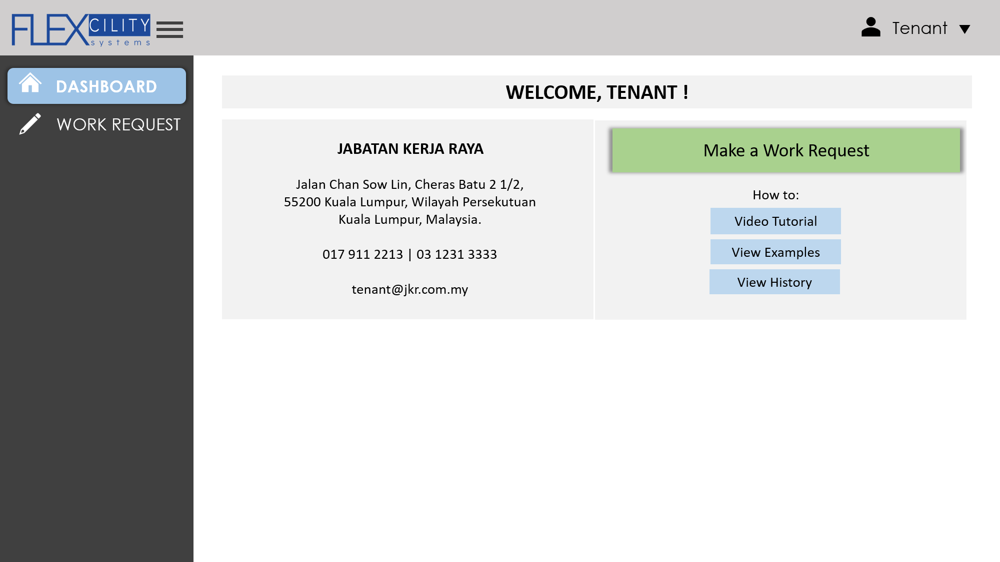 FLEXCILITY
systems
Tenant
DASHBOARD
WORK REQUEST
WELCOME, TENANT !
JABATAN KERJA RAYA
Jalan Chan Sow Lin, Cheras Batu 2 1/2,
55200 Kuala Lumpur, Wilayah Persekutuan
Kuala Lumpur, Malaysia.
017 911 2213 | 03 1231 3333
tenant@jkr.com.my
Make a Work Request
How to:
Video Tutorial
View Examples
View History